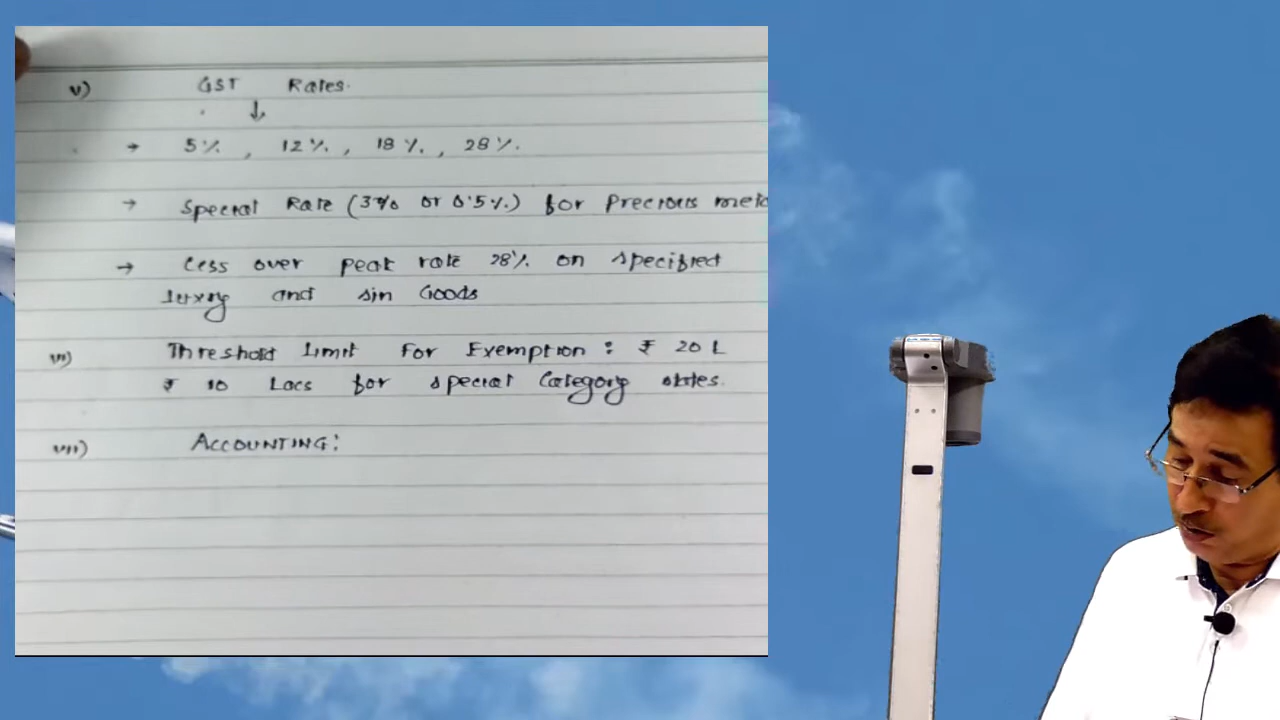 v) GST Rates.
↓
→ 5%, 12%, 18%, 28%.
→ Special Rate (3% or 0.5%) for Precious
→ Cess over peak rate 28% on specified
luxury and sin Goods
vi) Threshold Limit For Exemption : ₹ 20 L
₹ 10 Lacs for special Category states.
vii) ACCOUNTING: